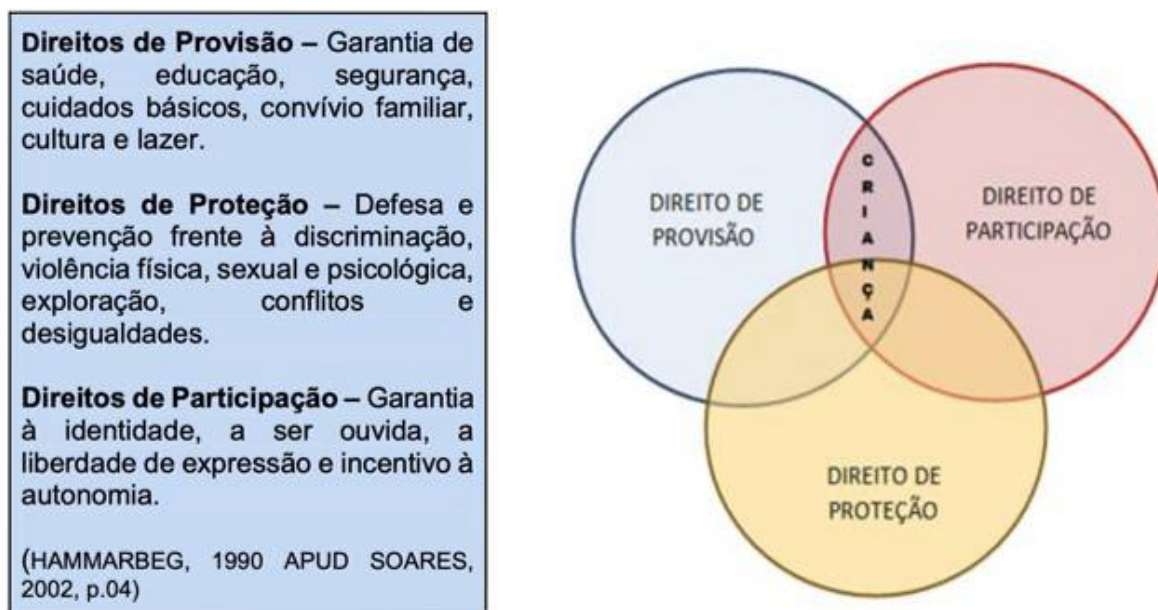 Direitos de Provisão – Garantia de
saúde, educação, segurança,
cuidados básicos, convívio familiar,
cultura e lazer.
Direitos de Proteção – Defesa e
prevenção frente à discriminação,
violência física, sexual e psicológica,
exploração, conflitos e
desigualdades.
Direitos de Participação – Garantia
à identidade, a ser ouvida, a
liberdade de expressão e incentivo à
autonomia.
(HAMMARBEG, 1990 APUD SOARES,
2002, p.04)
DIREITO DE
PROVISÃO
CRIANÇA
DIREITO DE
PARTICIPAÇÃO
DIREITO DE
PROTEÇÃO